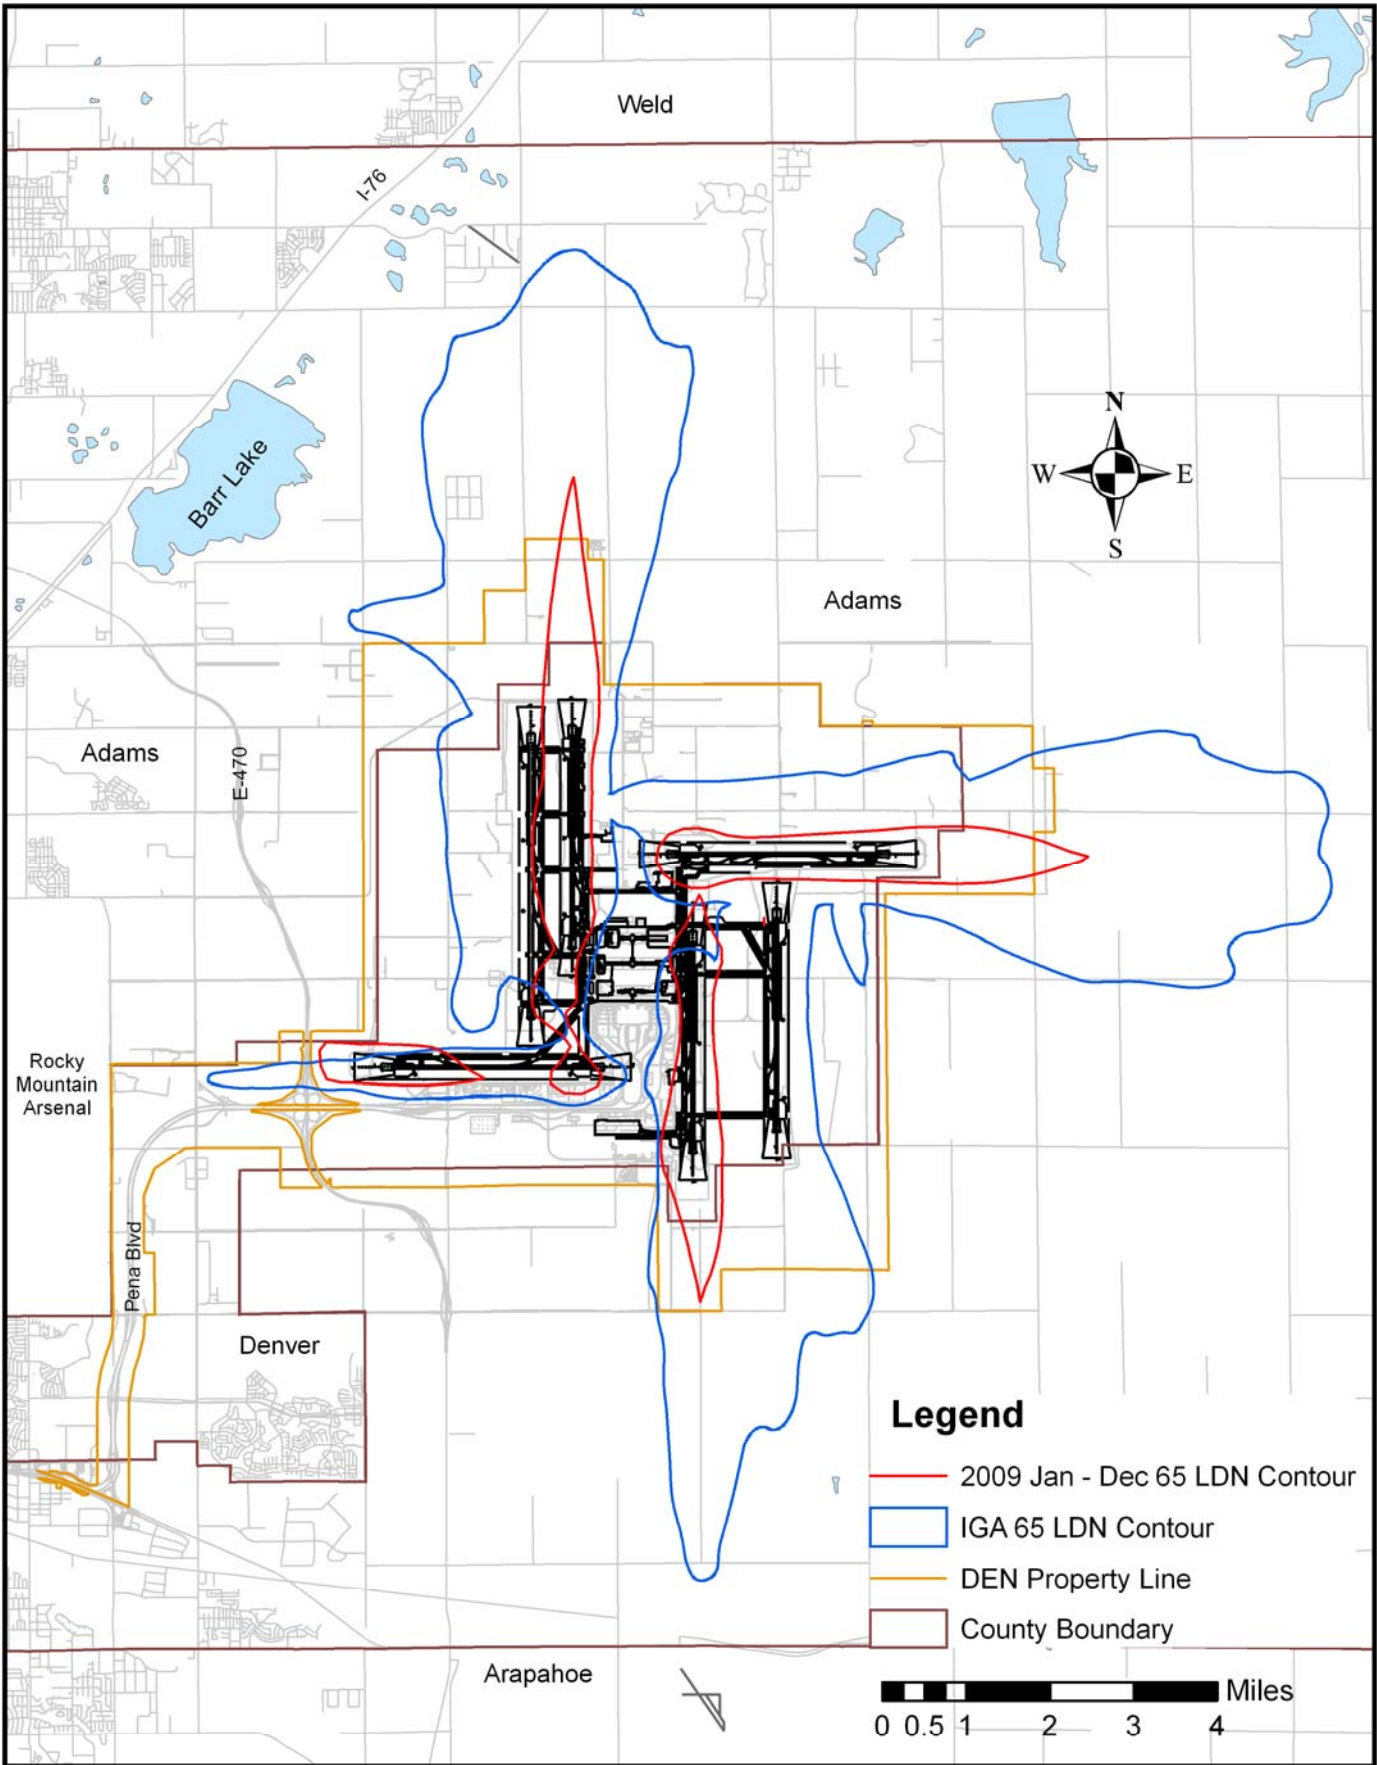 Weld
I-76
Barr Lake
N
W
E
S
Adams
Adams
E-470
Rocky
Mountain
Arsenal
Pena Blvd
Denver
Legend
2009 Jan - Dec 65 LDN Contour
IGA 65 LDN Contour
DEN Property Line
County Boundary
Arapahoe
Miles
0 0.5 1 2 3 4